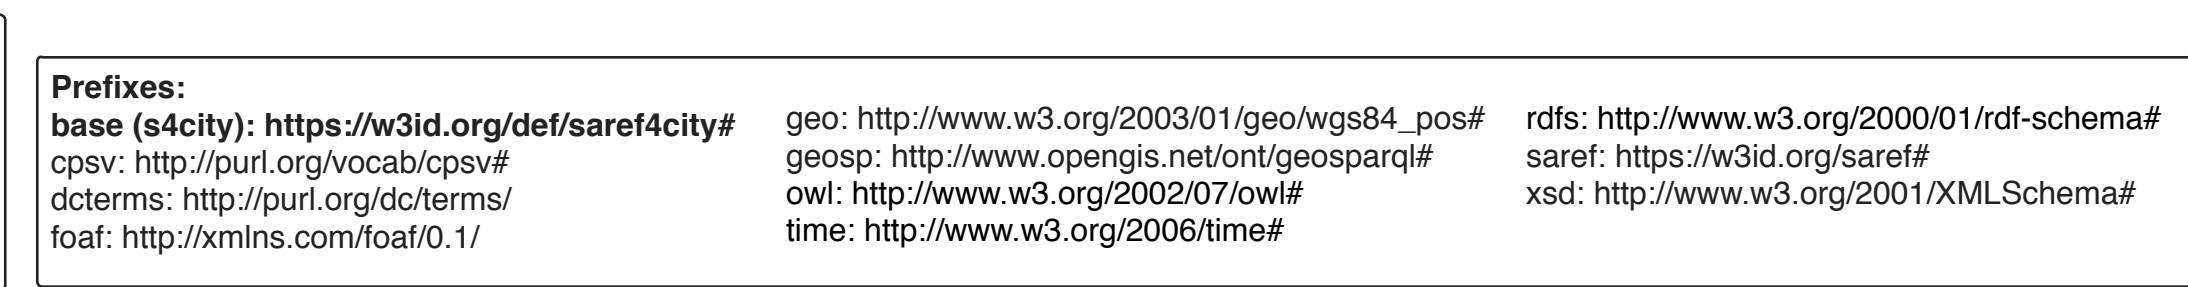 Prefixes:
base (s4city): https://w3id.org/def/saref4city#
cpsv: http://purl.org/vocab/cpsv#
dcterms: http://purl.org/dc/terms/
foaf: http://xmlns.com/foaf/0.1/
geo: http://www.w3.org/2003/01/geo/wgs84_pos#
geosp: http://www.opengis.net/ont/geosparql#
owl: http://www.w3.org/2002/07/owl#
time: http://www.w3.org/2006/time#
rdfs: http://www.w3.org/2000/01/rdf-schema#
saref: https://w3id.org/saref#
xsd: http://www.w3.org/2001/XMLSchema#